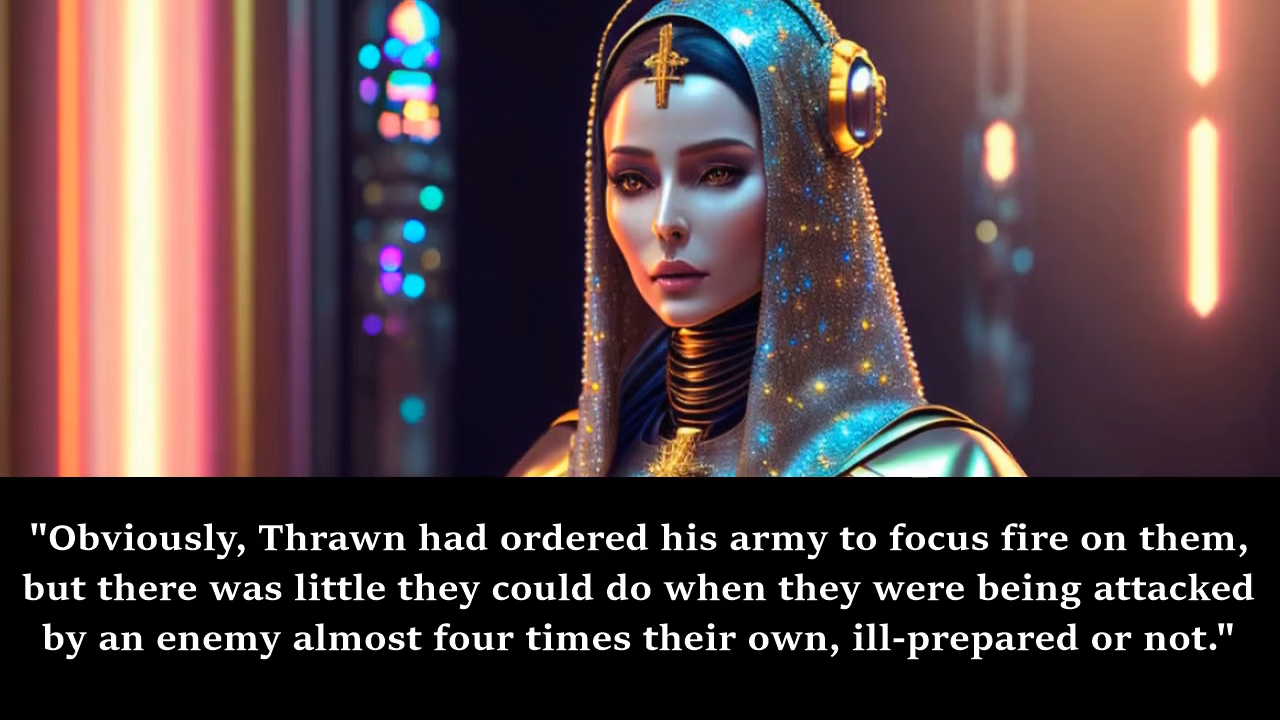 "Obviously, Thrawn had ordered his army to focus fire on them,
but there was little they could do when they were being attacked
by an enemy almost four times their own, ill-prepared or not."